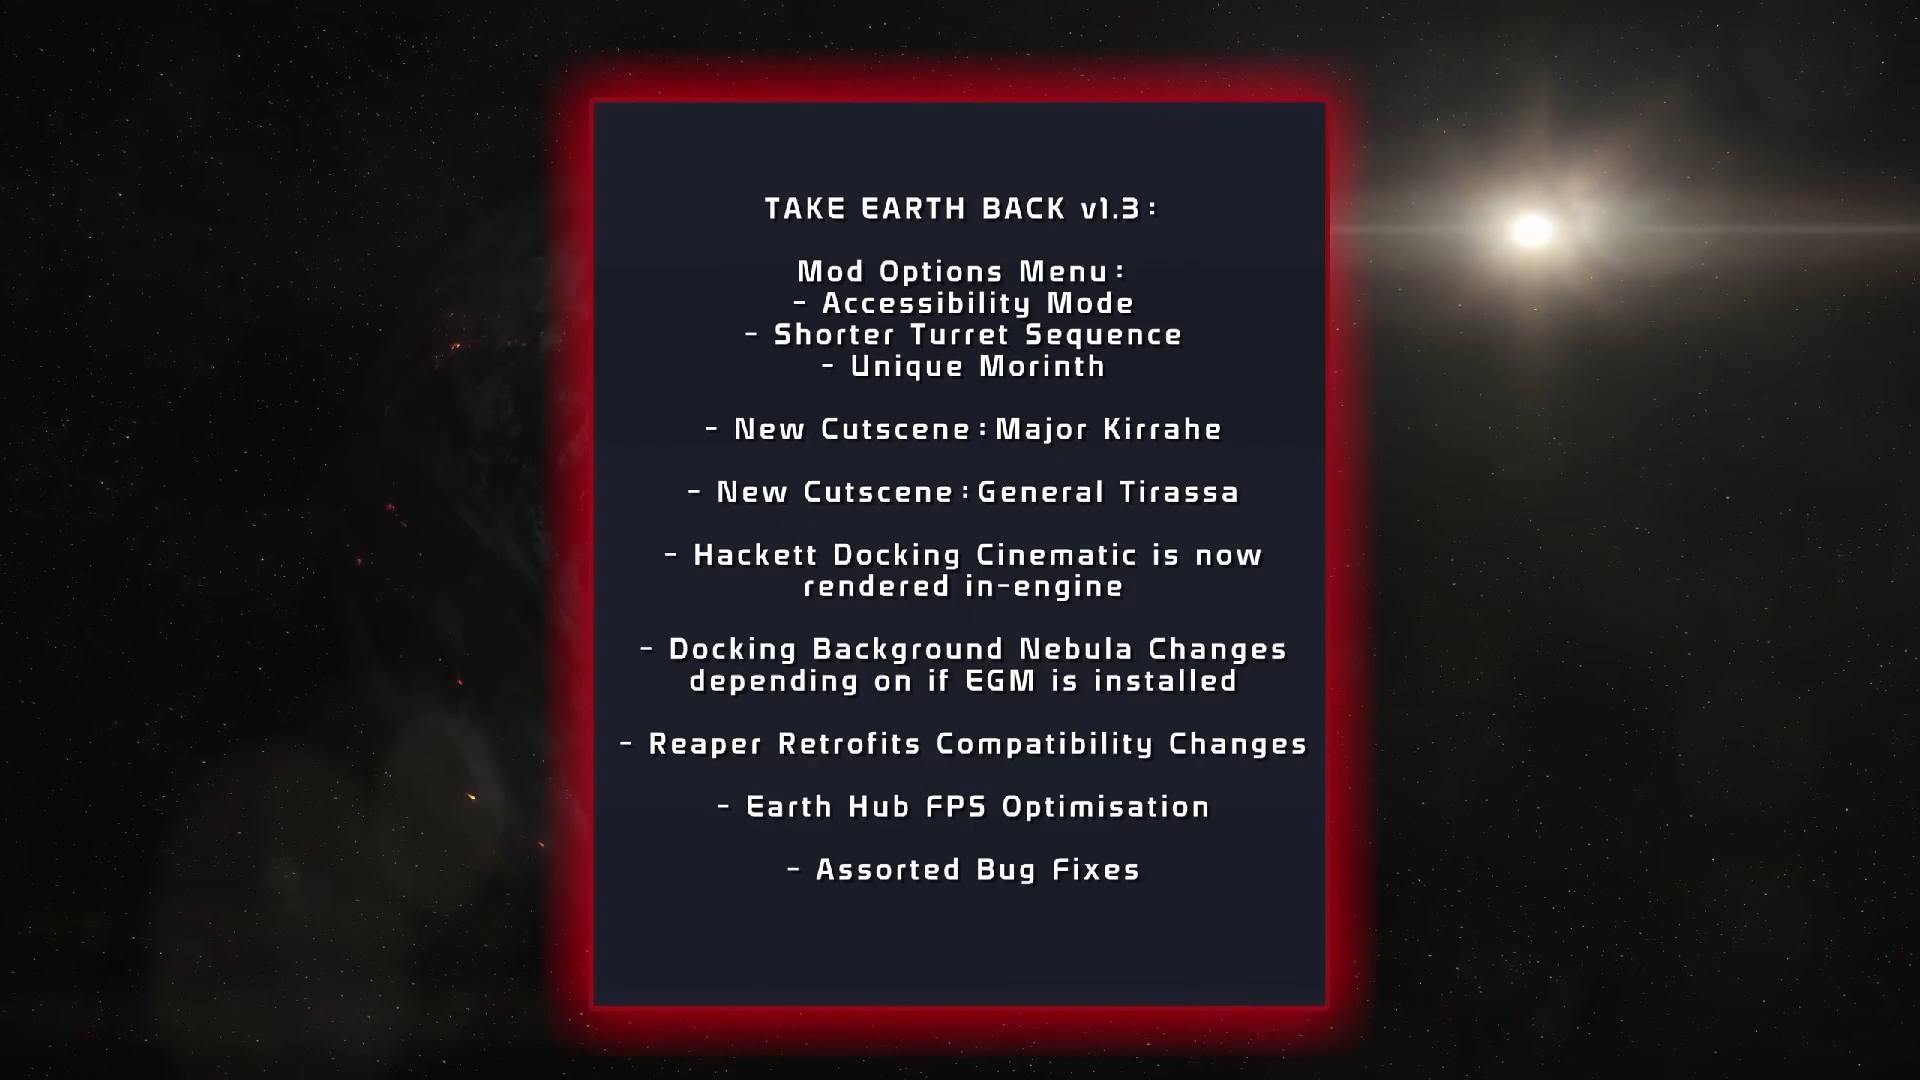 TAKE EARTH BACK v1.3:
Mod Options Menu:
- Accessibility Mode
- Shorter Turret Sequence
- Unique Morinth
- New Cutscene: Major Kirrahe
- New Cutscene: General Tirassa
- Hackett Docking Cinematic is now
rendered in-engine
- Docking Background Nebula Changes
depending on if EGM is installed
- Reaper Retrofits Compatibility Changes
- Earth Hub FPS Optimisation
- Assorted Bug Fixes